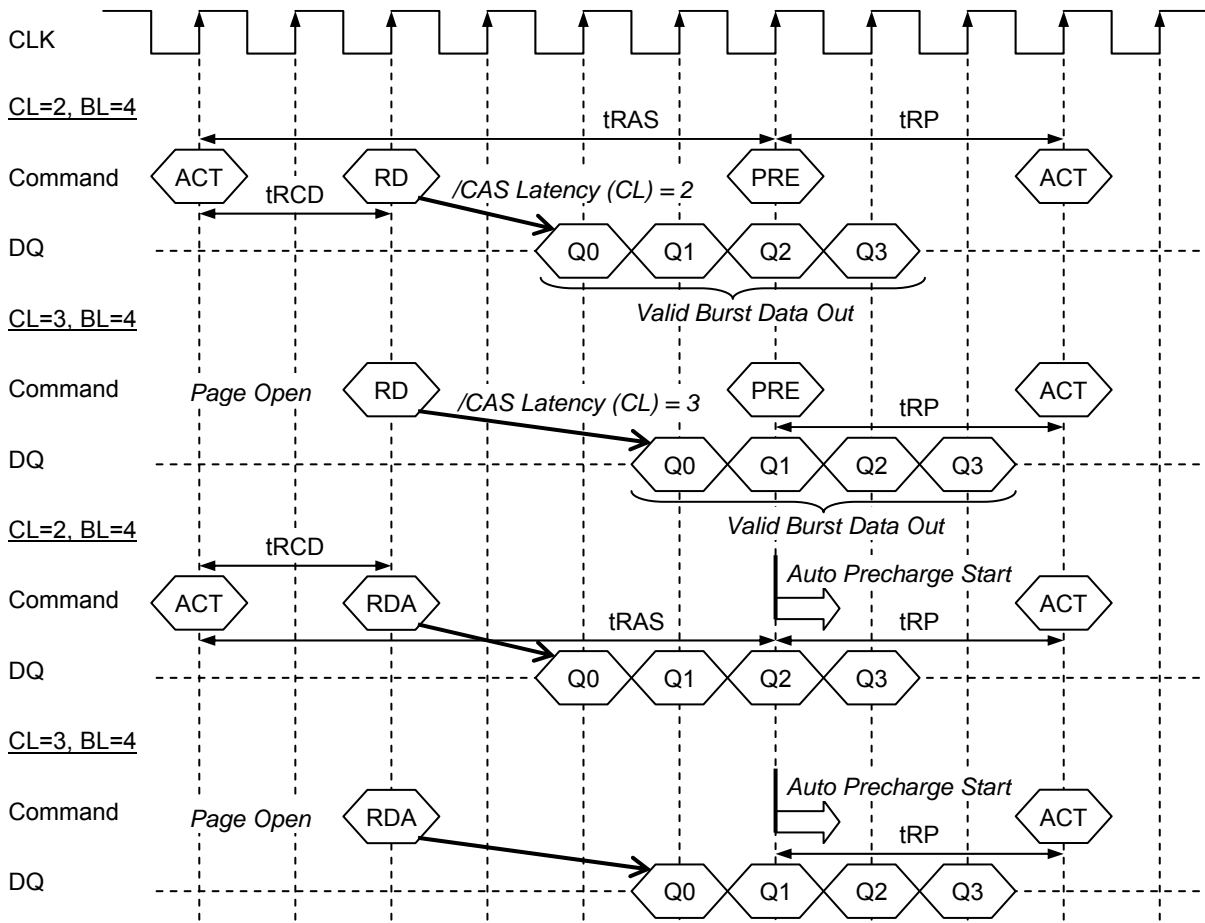 CLK
CL=2, BL=4
tRAS tRP
Command ACT RD PRE ACT
tRCD /CAS Latency (CL) = 2
DQ Q0 Q1 Q2 Q3
Valid Burst Data Out
CL=3, BL=4
Command Page Open RD PRE ACT
/CAS Latency (CL) = 3 tRP
DQ Q0 Q1 Q2 Q3
Valid Burst Data Out
CL=2, BL=4
tRCD
Auto Precharge Start
Command ACT RDA ACT
tRAS tRP
DQ Q0 Q1 Q2 Q3
CL=3, BL=4
Auto Precharge Start
Command Page Open RDA ACT
tRP
DQ Q0 Q1 Q2 Q3